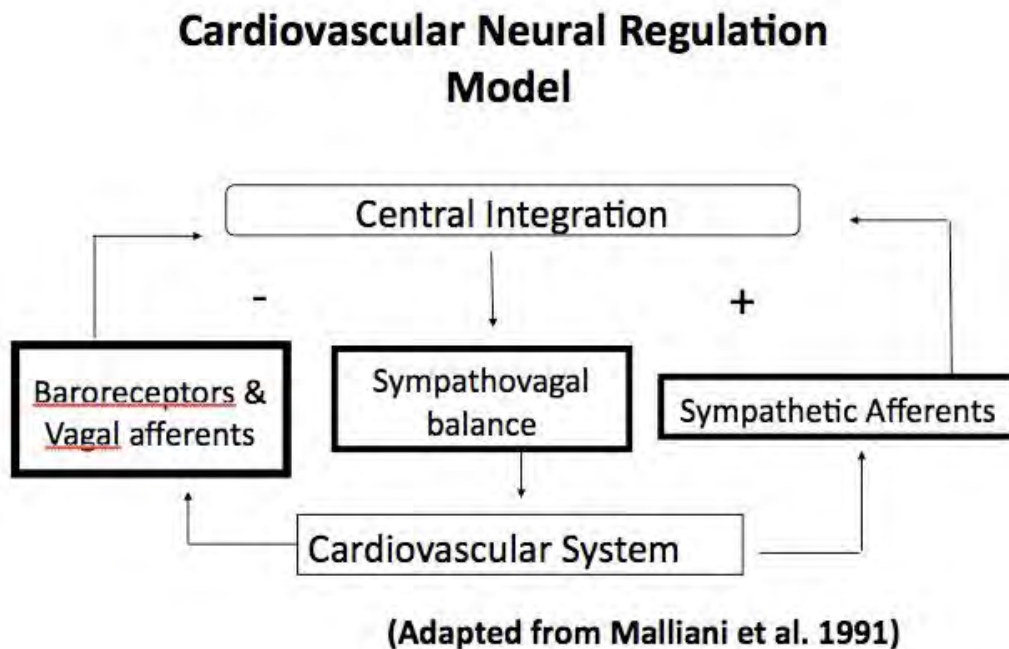 Cardiovascular Neural Regulation
Model
Central Integration
-
+
Baroreceptors &
Vagal afferents
Sympathovagal
balance
Sympathetic Afferents
Cardiovascular System
(Adapted from Malliani et al. 1991)